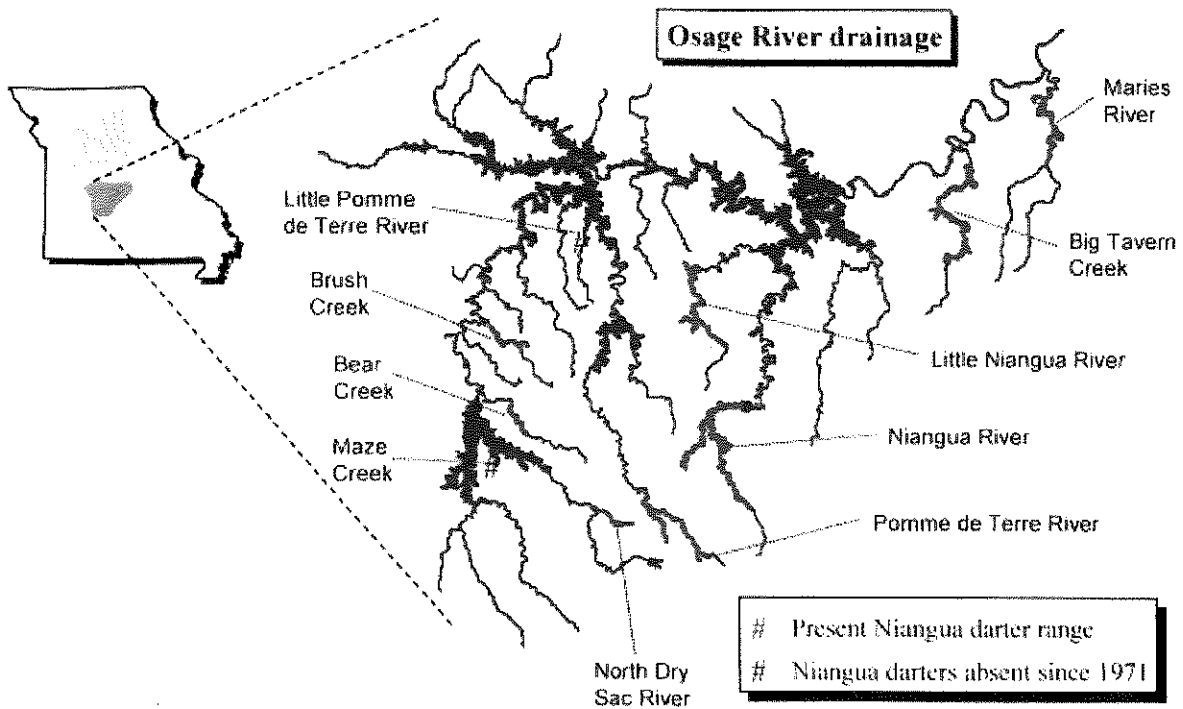 Osage River drainage
Maries
River
Little Pomme
de Terre River
Big Tavern
Creek
Brush
Creek
#
Bear
Creek
Little Niangua River
Maze
Creek
#
Niangua River
Pomme de Terre River
# Present Niangua darter range
# Niangua darters absent since 1971
North Dry
Sac River